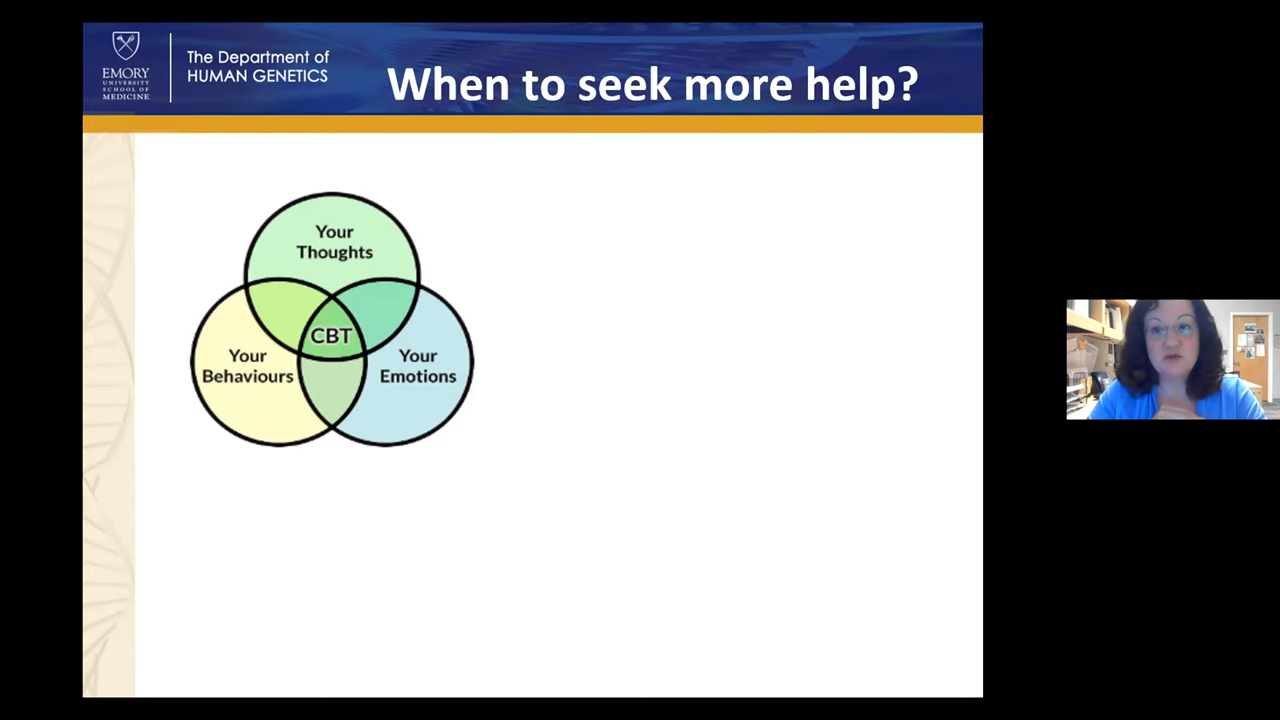 EMORY
UNIVERSITY
SCHOOL OF
MEDICINE
The Department of
HUMAN GENETICS
When to seek more help?
Your
Thoughts
CBT
Your
Behaviours
Your
Emotions